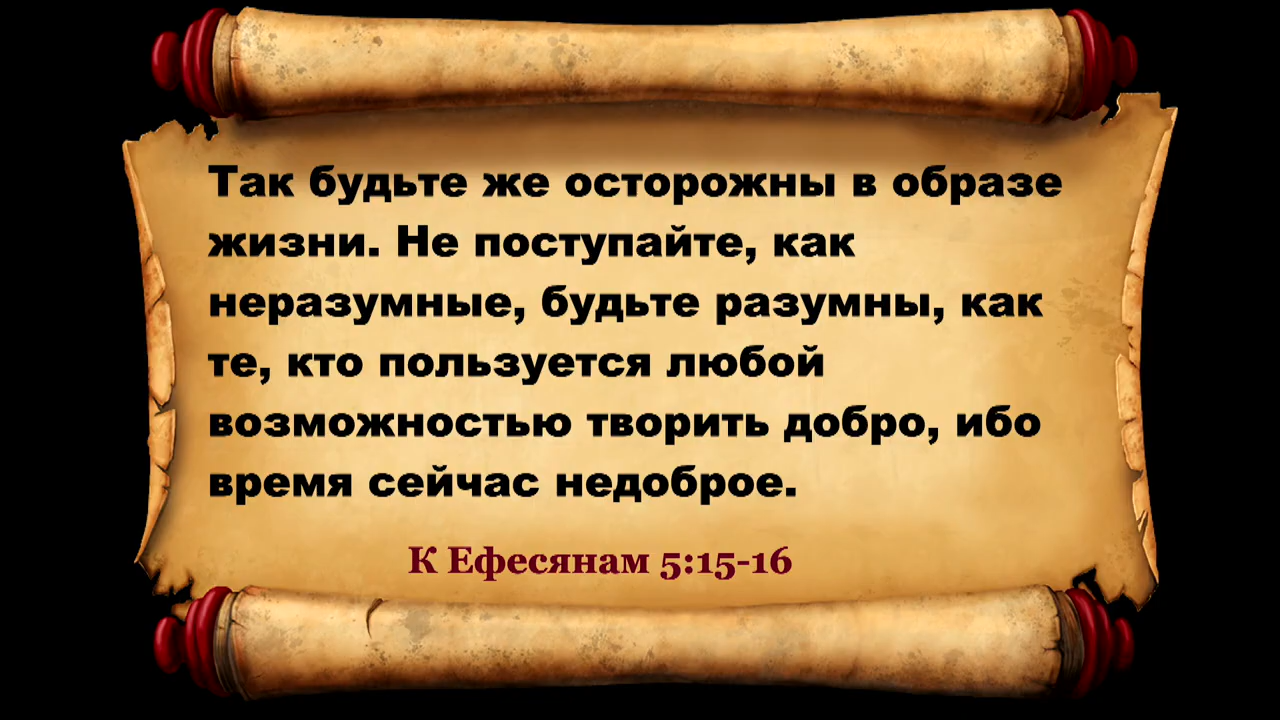 Так будьте же осторожны в образе
жизни. Не поступайте, как
неразумные, будьте разумны, как
те, кто пользуется любой
возможностью творить добро, ибо
время сейчас недоброе.
К Ефесянам 5:15-16